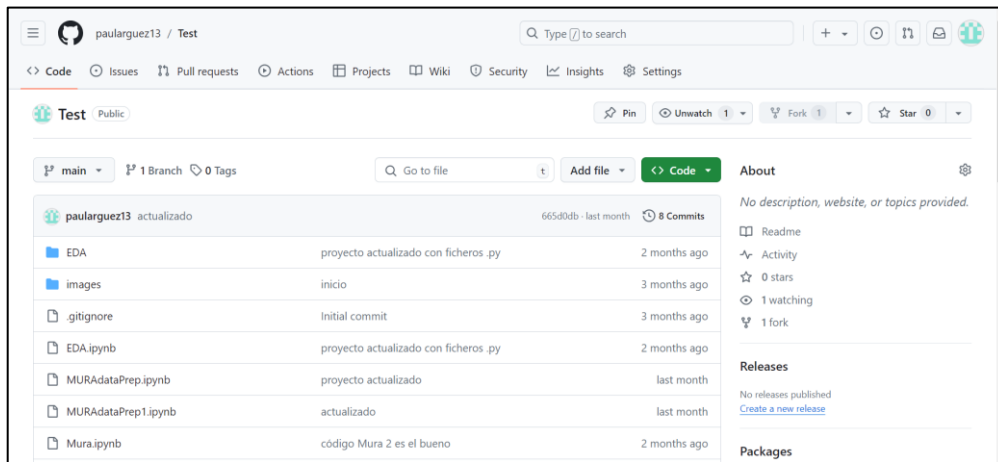 paularguez13 / Test
Type / to search
Code Issues Pull requests Actions Projects Wiki Security Insights Settings
Test Public
Pin Unwatch 1 Fork 1 Star 0
main 1 Branch 0 Tags Go to file t Add file Code
paularguez13 actualizado 665d0db · last month 8 Commits
EDA proyecto actualizado con ficheros .py 2 months ago
images inicio 3 months ago
.gitignore Initial commit 3 months ago
EDA.ipynb proyecto actualizado con ficheros .py 2 months ago
MURAdataPrep.ipynb proyecto actualizado last month
MURAdataPrep1.ipynb actualizado last month
Mura.ipynb código Mura 2 es el bueno 2 months ago
About
No description, website, or topics provided.
Readme
Activity
0 stars
1 watching
1 fork
Releases
No releases published
Create a new release
Packages